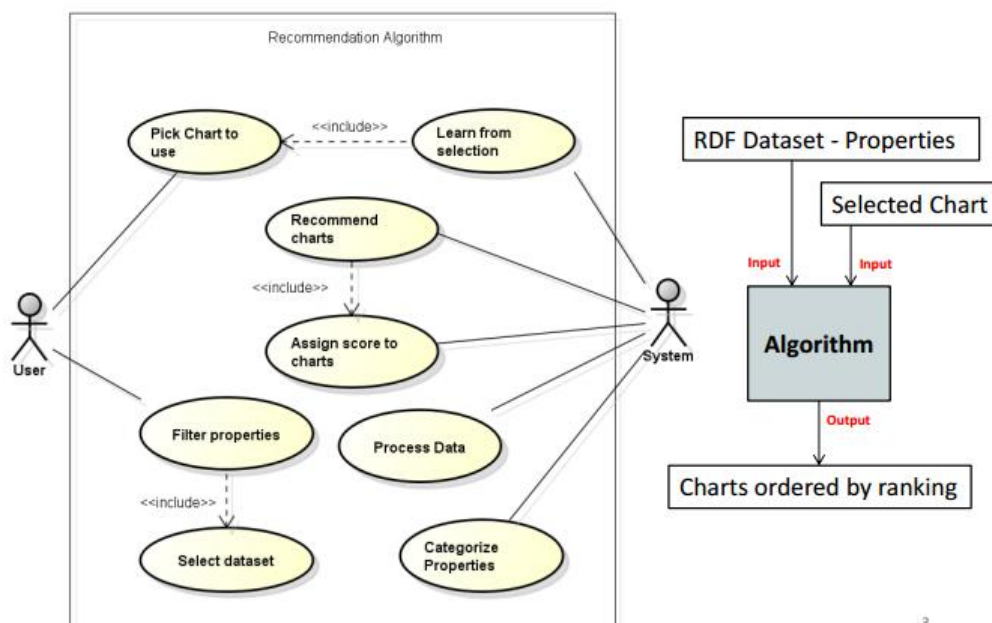 Recommendation Algorithm
Pick Chart to
use
<<include>>
Learn from
selection
Recommend
charts
<<include>>
Assign score to
charts
User
System
Filter properties
Process Data
<<include>>
Select dataset
Categorize
Properties
RDF Dataset - Properties
Selected Chart
Input
Input
Algorithm
Output
Charts ordered by ranking